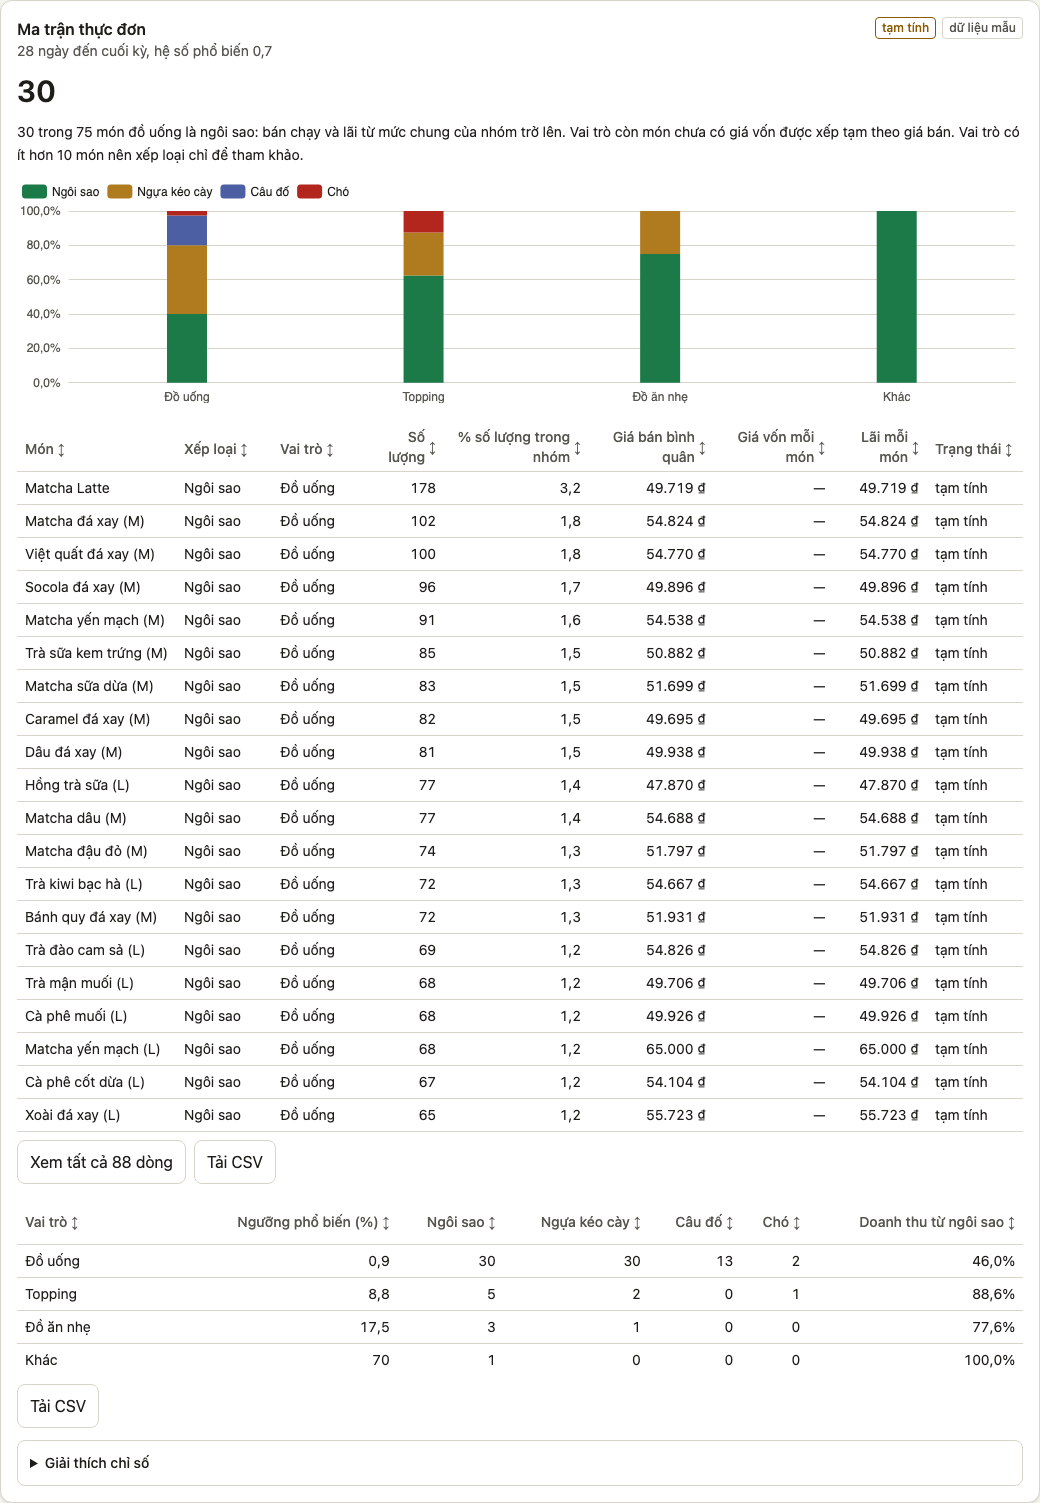 Ma trận thực đơn
tạm tính
dữ liệu mẫu
28 ngày đến cuối kỳ, hệ số phổ biến 0,7
30
30 trong 75 món đồ uống là ngôi sao: bán chạy và lãi từ mức chung của nhóm trở lên. Vai trò còn món chưa có giá vốn được xếp tạm theo giá bán. Vai trò có
ít hơn 10 món nên xếp loại chỉ để tham khảo.
Ngôi sao Ngựa kéo cày Câu đố Chó
100,0%
80,0%
60,0%
40,0%
20,0%
0,0%
Đồ uống Topping Đồ ăn nhẹ Khác
Món ↕ Xếp loại ↕ Vai trò ↕ Số lượng ↕ % số lượng trong nhóm ↕ Giá bán bình quân ↕ Giá vốn mỗi món ↕ Lãi mỗi món ↕ Trạng thái ↕
Matcha Latte Ngôi sao Đồ uống 178 3,2 49.719 ₫ — 49.719 ₫ tạm tính
Matcha đá xay (M) Ngôi sao Đồ uống 102 1,8 54.824 ₫ — 54.824 ₫ tạm tính
Việt quất đá xay (M) Ngôi sao Đồ uống 100 1,8 54.770 ₫ — 54.770 ₫ tạm tính
Socola đá xay (M) Ngôi sao Đồ uống 96 1,7 49.896 ₫ — 49.896 ₫ tạm tính
Matcha yến mạch (M) Ngôi sao Đồ uống 91 1,6 54.538 ₫ — 54.538 ₫ tạm tính
Trà sữa kem trứng (M) Ngôi sao Đồ uống 85 1,5 50.882 ₫ — 50.882 ₫ tạm tính
Matcha sữa dừa (M) Ngôi sao Đồ uống 83 1,5 51.699 ₫ — 51.699 ₫ tạm tính
Caramel đá xay (M) Ngôi sao Đồ uống 82 1,5 49.695 ₫ — 49.695 ₫ tạm tính
Dâu đá xay (M) Ngôi sao Đồ uống 81 1,5 49.938 ₫ — 49.938 ₫ tạm tính
Hồng trà sữa (L) Ngôi sao Đồ uống 77 1,4 47.870 ₫ — 47.870 ₫ tạm tính
Matcha dâu (M) Ngôi sao Đồ uống 77 1,4 54.688 ₫ — 54.688 ₫ tạm tính
Matcha đậu đỏ (M) Ngôi sao Đồ uống 74 1,3 51.797 ₫ — 51.797 ₫ tạm tính
Trà kiwi bạc hà (L) Ngôi sao Đồ uống 72 1,3 54.667 ₫ — 54.667 ₫ tạm tính
Bánh quy đá xay (M) Ngôi sao Đồ uống 72 1,3 51.931 ₫ — 51.931 ₫ tạm tính
Trà đào cam sả (L) Ngôi sao Đồ uống 69 1,2 54.826 ₫ — 54.826 ₫ tạm tính
Trà mận muối (L) Ngôi sao Đồ uống 68 1,2 49.706 ₫ — 49.706 ₫ tạm tính
Cà phê muối (L) Ngôi sao Đồ uống 68 1,2 49.926 ₫ — 49.926 ₫ tạm tính
Matcha yến mạch (L) Ngôi sao Đồ uống 68 1,2 65.000 ₫ — 65.000 ₫ tạm tính
Cà phê cốt dừa (L) Ngôi sao Đồ uống 67 1,2 54.104 ₫ — 54.104 ₫ tạm tính
Xoài đá xay (L) Ngôi sao Đồ uống 65 1,2 55.723 ₫ — 55.723 ₫ tạm tính
Xem tất cả 88 dòng Tải CSV
Vai trò ↕ Ngưỡng phổ biến (%) ↕ Ngôi sao ↕ Ngựa kéo cày ↕ Câu đố ↕ Chó ↕ Doanh thu từ ngôi sao ↕
Đồ uống 0,9 30 30 13 2 46,0%
Topping 8,8 5 2 0 1 88,6%
Đồ ăn nhẹ 17,5 3 1 0 0 77,6%
Khác 70 1 0 0 0 100,0%
Tải CSV
▶ Giải thích chỉ số